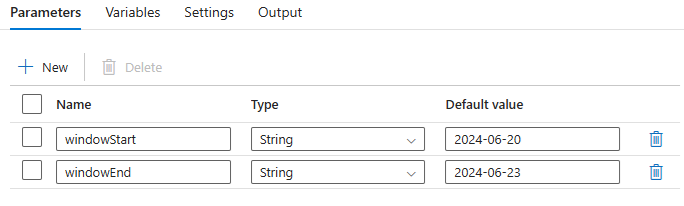 Parameters Variables Settings Output
New Delete
Name Type Default value
windowStart String 2024-06-20
windowEnd String 2024-06-23